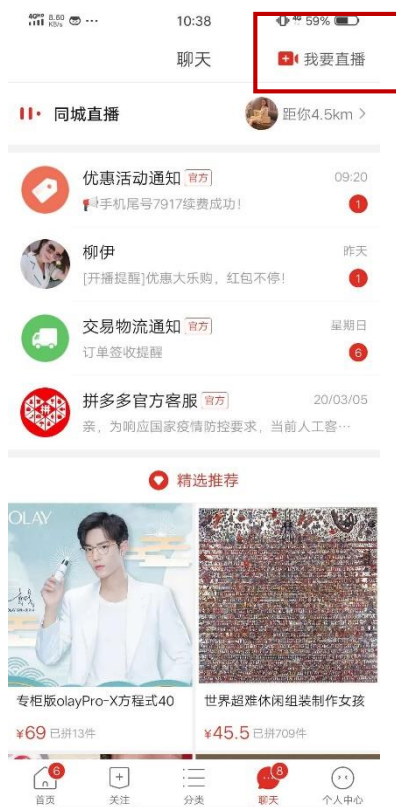 4G 8.60 K/s ··· 10:38 4G 59%
聊天 我要直播
同城直播 距你4.5km >
优惠活动通知 官方 09:20
手机尾号7917续费成功! 1
柳伊 昨天
[开播提醒]优惠大乐购，红包不停! 1
交易物流通知 官方 星期日
订单签收提醒 6
拼多多官方客服 官方 20/03/05
亲，为响应国家疫情防控要求，当前人工客···
拼
精选推荐
OLAY
专柜版olayPro-X方程式40 世界超难休闲组装制作女孩
¥69 已拼13件 ¥45.5 已拼709件
6 8
首页 关注 分类 聊天 个人中心